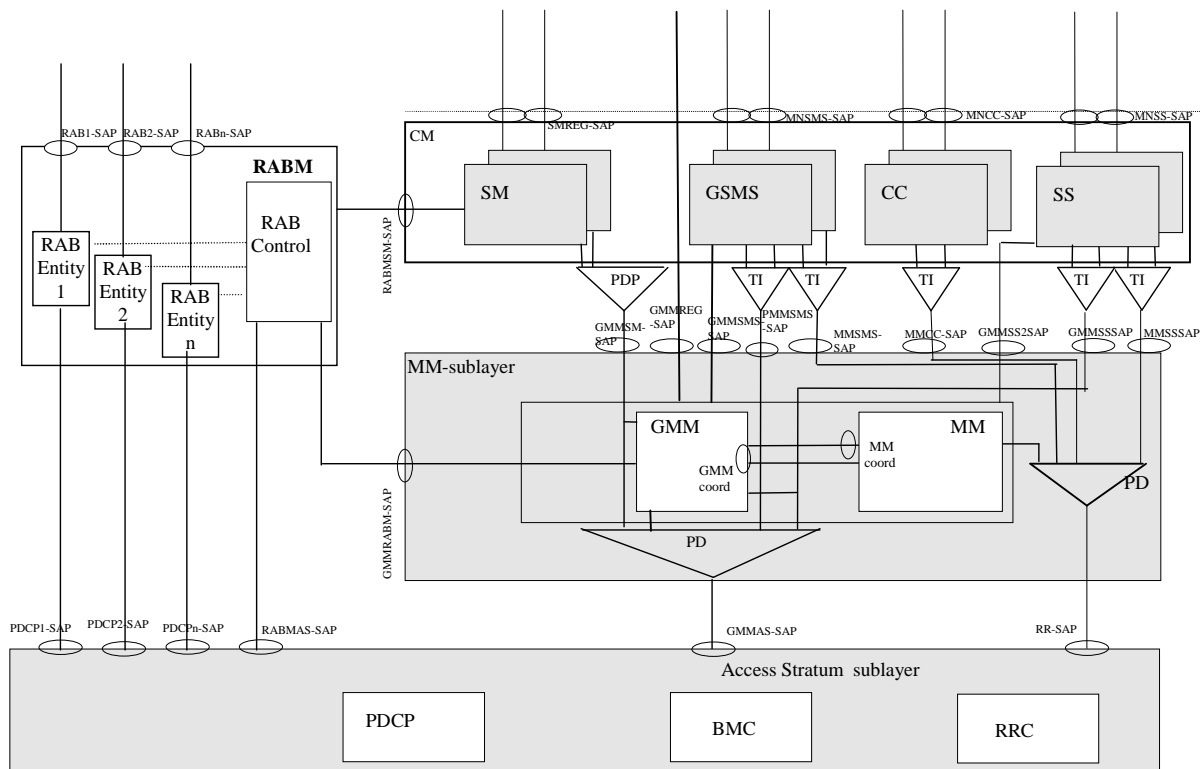 RAB1-SAP
RAB2-SAP
RABn-SAP
SMREG-SAP
MNSMS-SAP
MNCC-SAP
MNSS-SAP
CM
RABM
SM
GSMS
CC
SS
RAB
Control
RAB
Entity
1
RAB
Entity
2
RAB
Entity
n
RABMSM-SAP
PDP
TI
TI
TI
TI
TI
GMMSM-
SAP
GMMREG
-SAP
GMMSMS
-SAP
PMMSMS
-SAP
MMSMS-
SAP
MMCC-SAP
GMMSS2SAP
GMMSSSAP
MMSSSAP
MM-sublayer
GMM
GMM
coord
MM
MM
coord
PD
PD
GMMRABM-SAP
PDCP1-SAP
PDCP2-SAP
PDCPn-SAP
RABMAS-SAP
GMMAS-SAP
RR-SAP
Access Stratum sublayer
PDCP
BMC
RRC